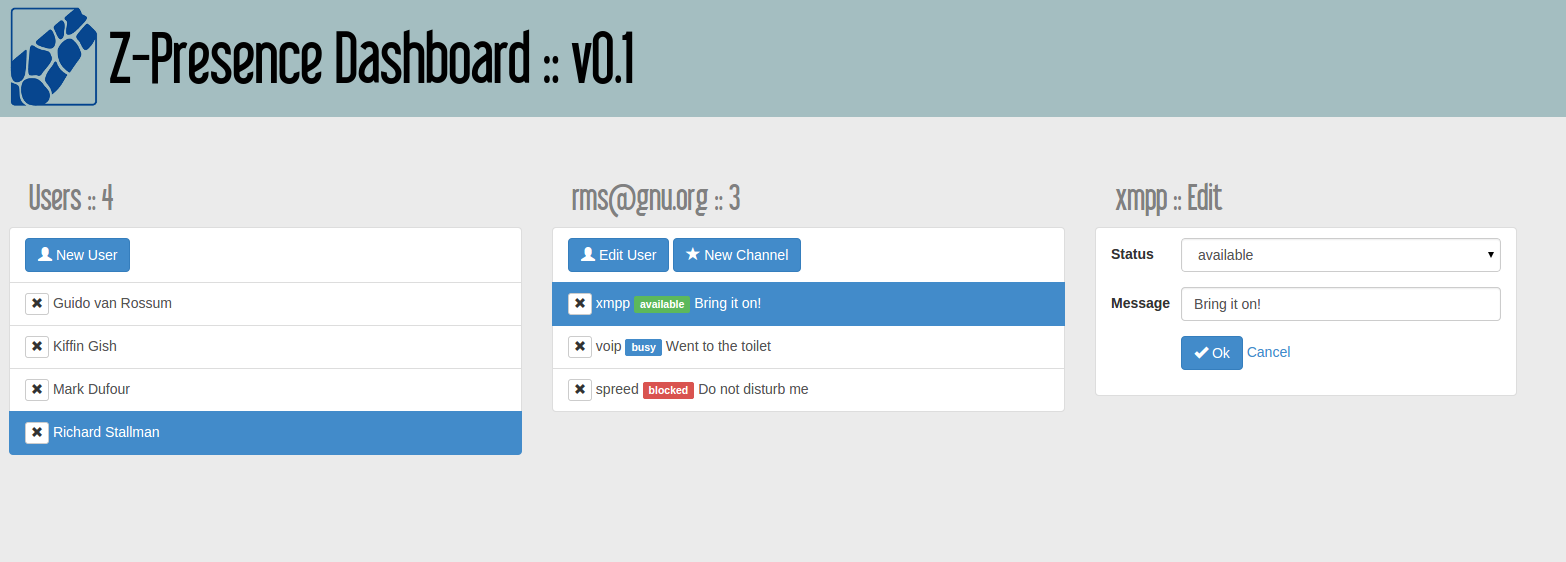 Z-Presence Dashboard :: v0.1
Users :: 4
New User
Guido van Rossum
Kiffin Gish
Mark Dufour
Richard Stallman
rms@gnu.org :: 3
Edit User New Channel
xmpp available Bring it on!
voip busy Went to the toilet
spreed blocked Do not disturb me
xmpp :: Edit
Status available
Message Bring it on!
Ok Cancel